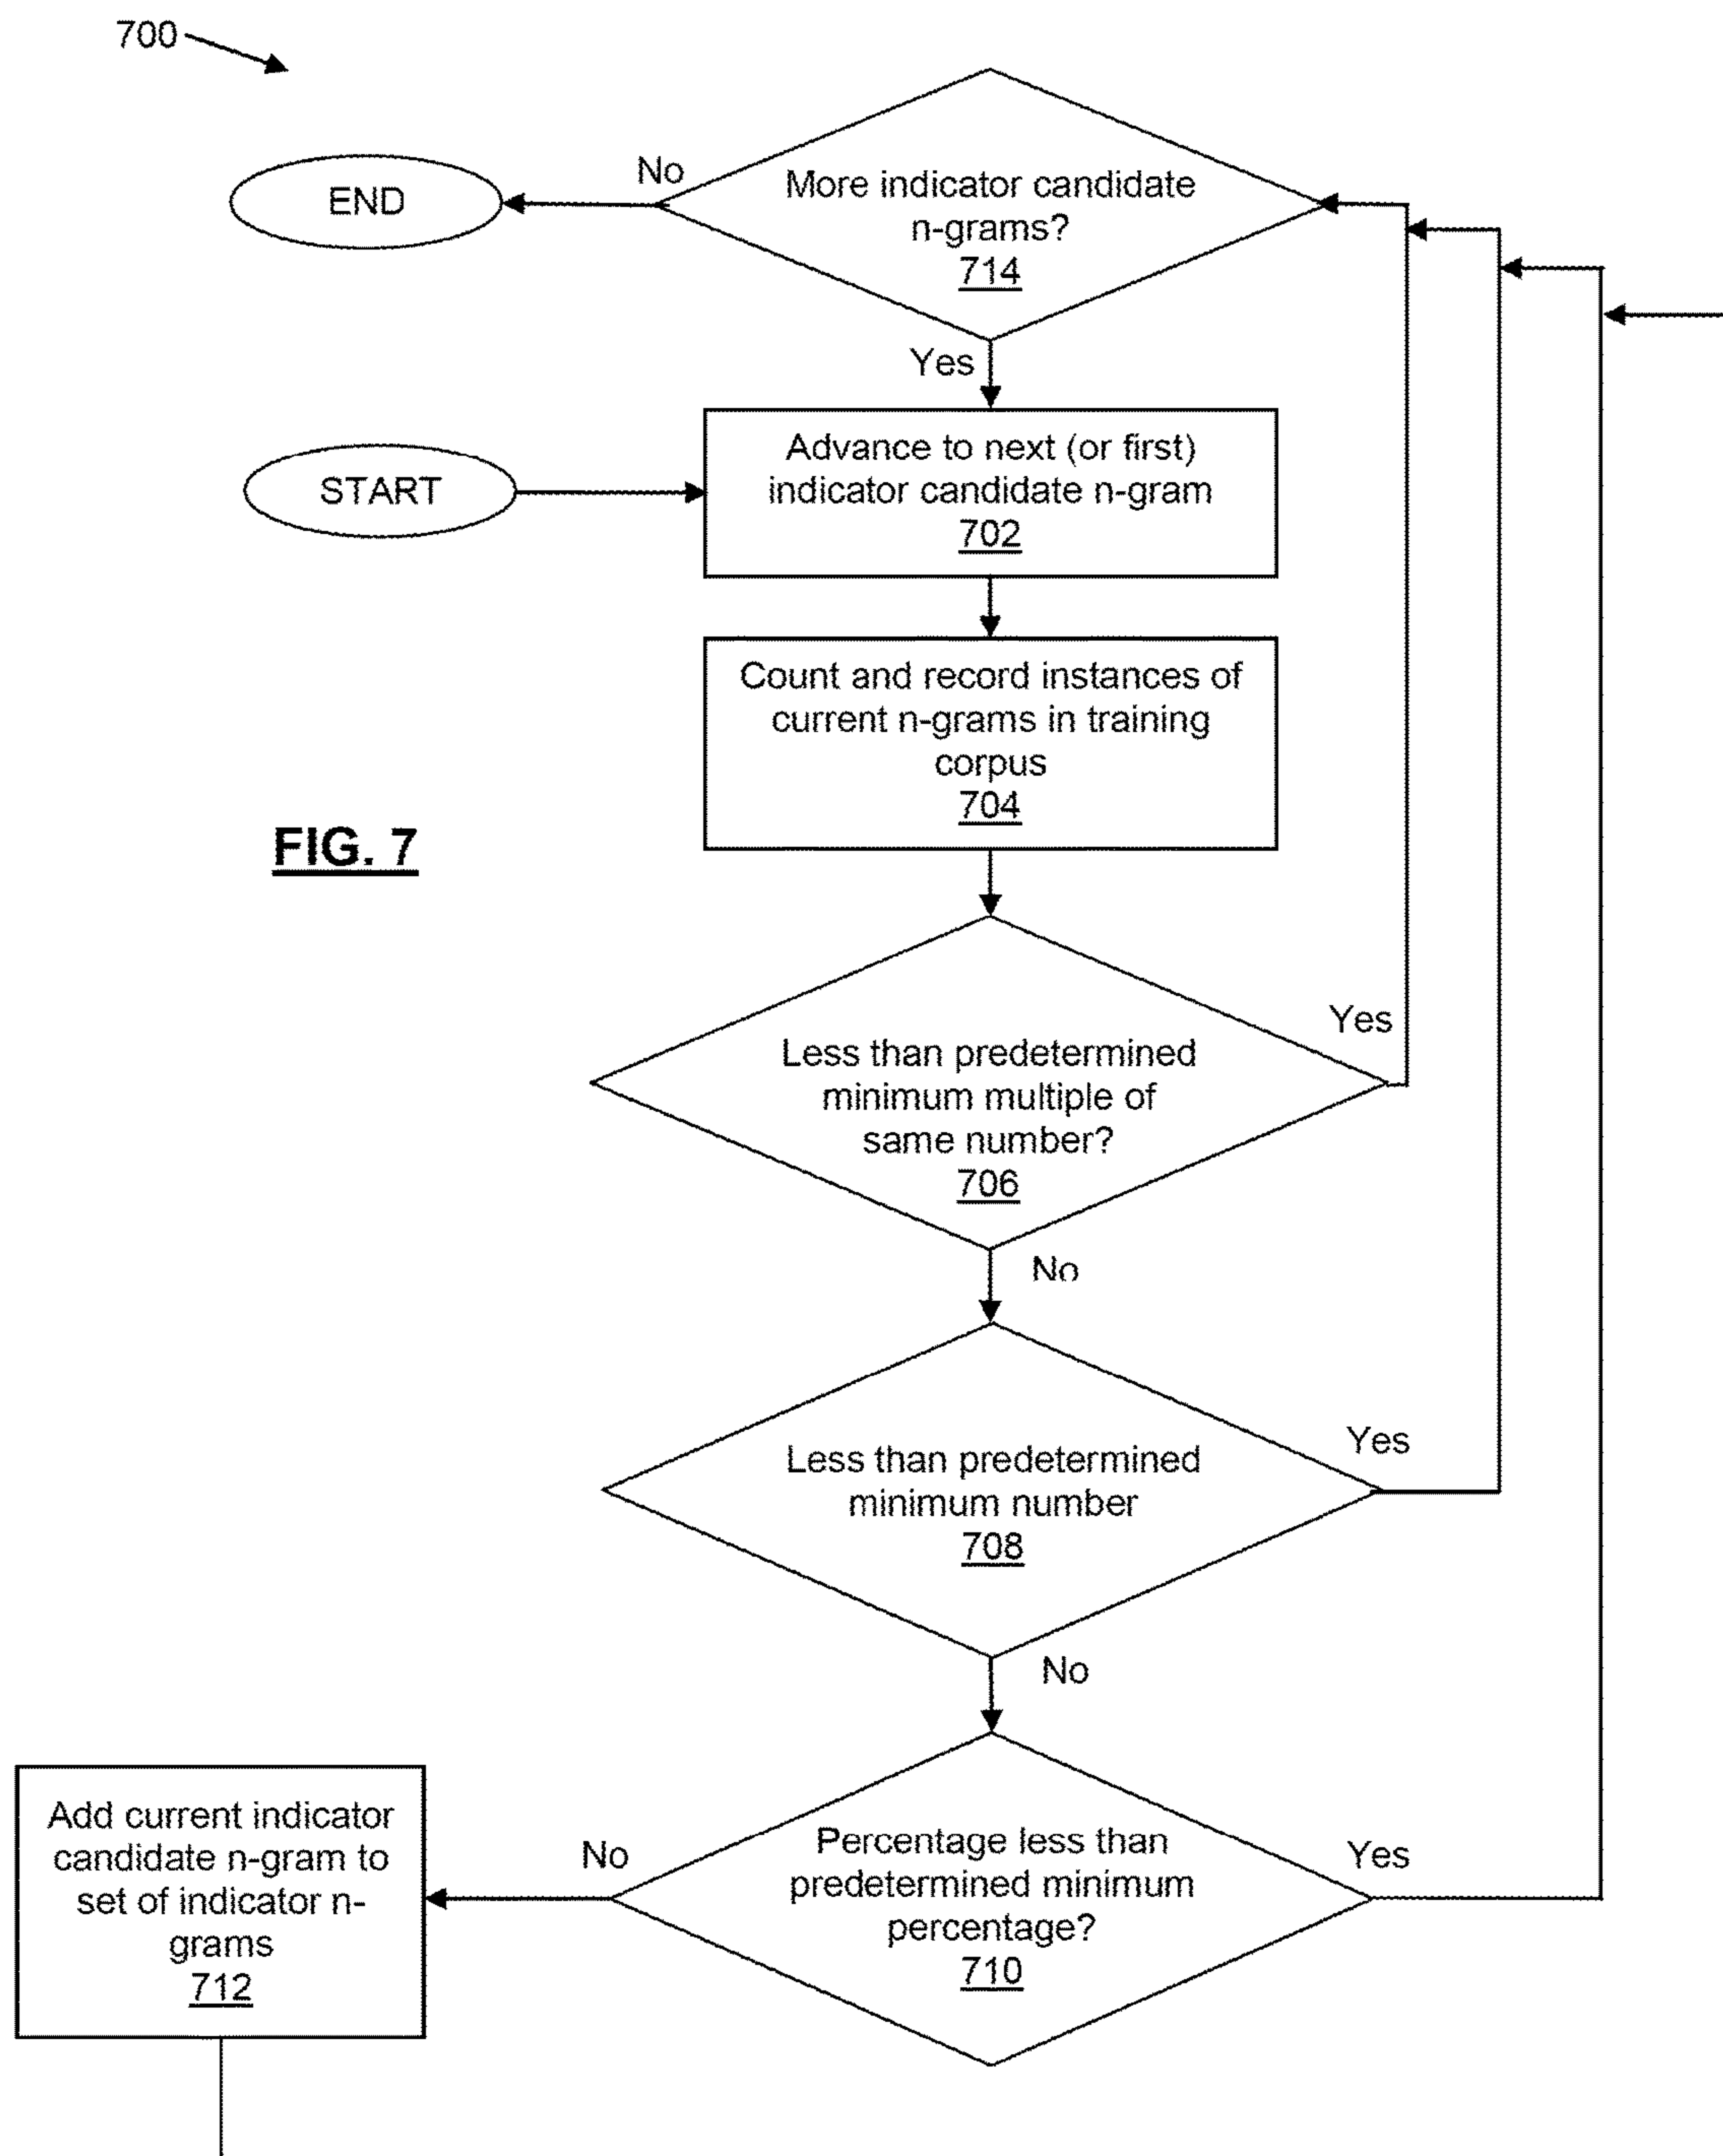 700
No
More indicator candidate
n-grams?
714
END
Yes
Advance to next (or first)
indicator candidate n-gram
702
START
Count and record instances of
current n-grams in training
corpus
704
FIG. 7
Yes
Less than predetermined
minimum multiple of
same number?
706
No
Yes
Less than predetermined
minimum number
708
No
Add current indicator
candidate n-gram to
set of indicator n-
grams
712
No
Percentage less than
predetermined minimum
percentage?
710
Yes